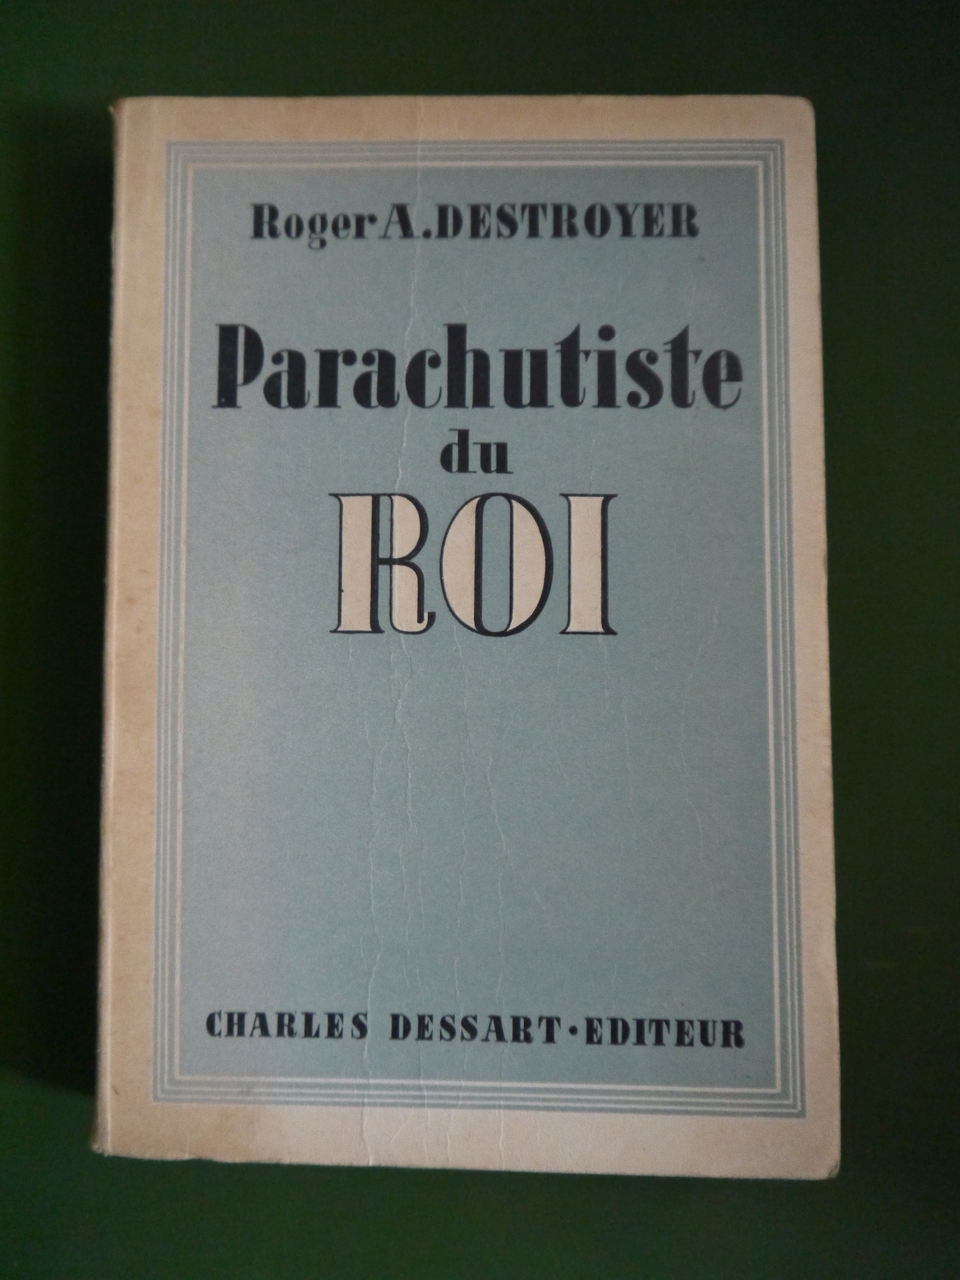 Roger A. DESTROYER
Parachutiste
du
ROI
CHARLES DESSART • EDITEUR